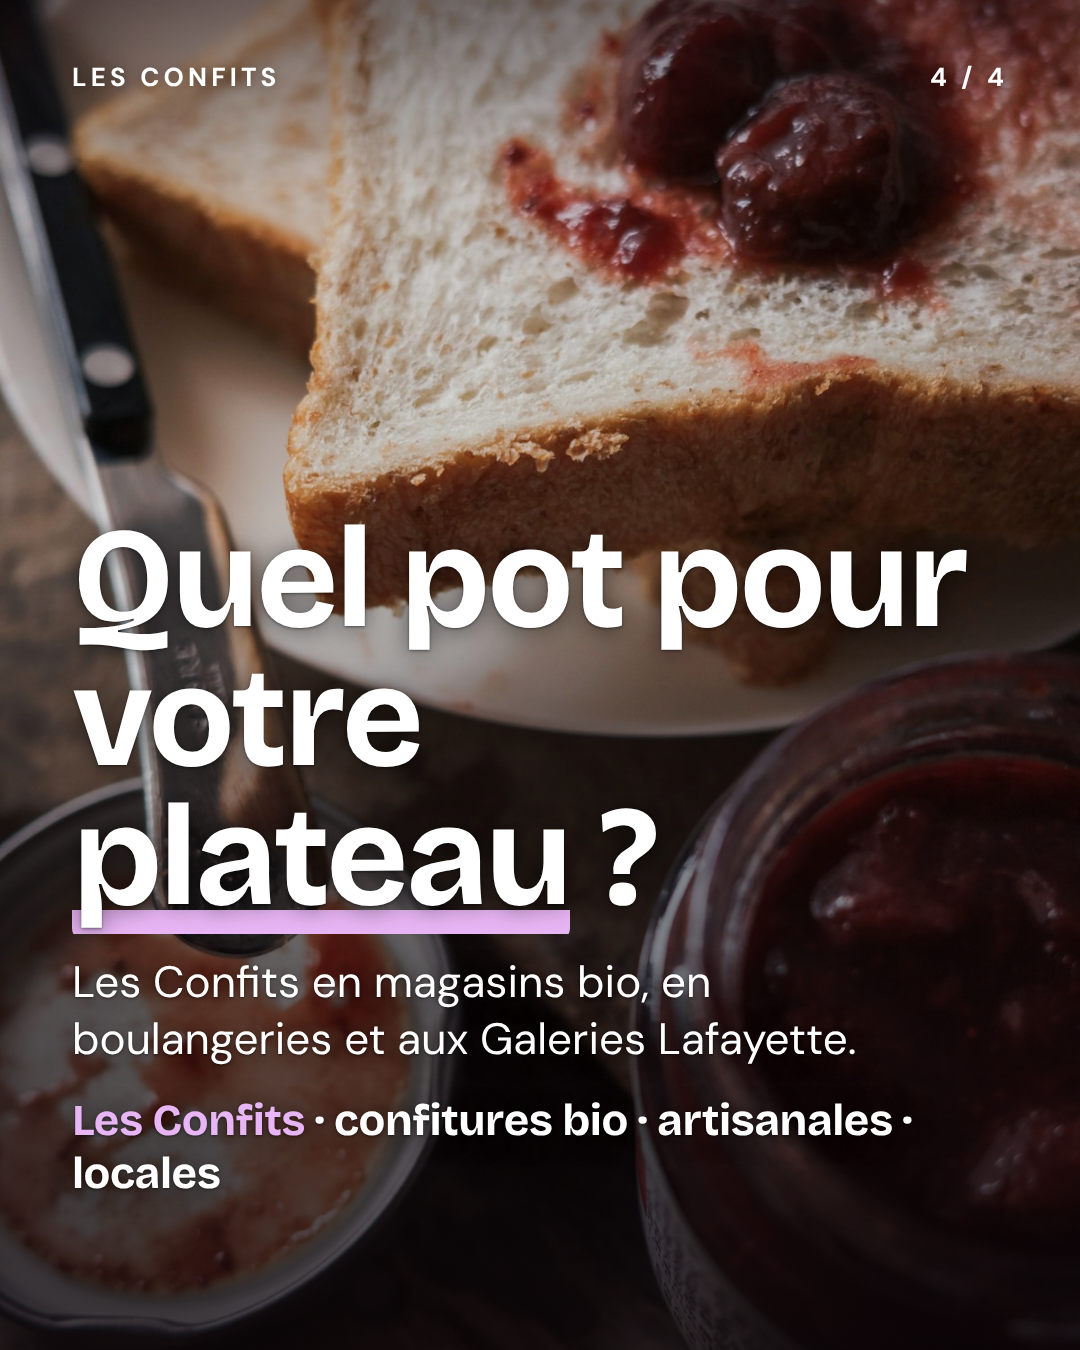 LES CONFITS
4 / 4
Quel pot pour
votre
plateau ?
Les Confits en magasins bio, en
boulangeries et aux Galeries Lafayette.
Les Confits · confitures bio · artisanales ·
locales